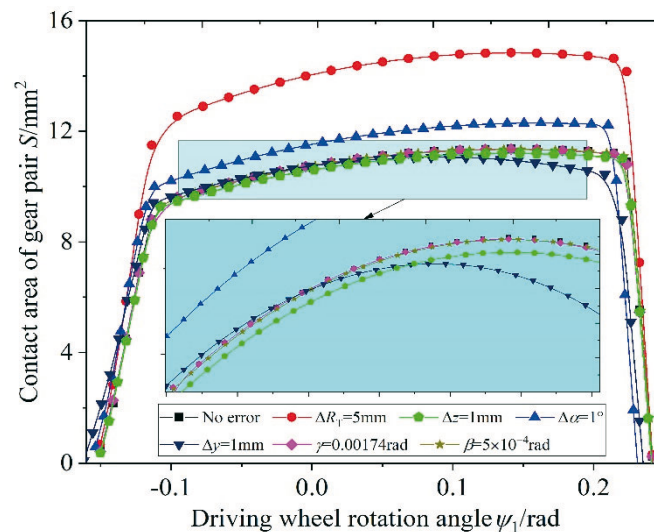 16
12
8
4
0
Contact area of gear pair S/mm²
No error
ΔR₁=5mm
Δz=1mm
Δα=1°
Δy=1mm
γ=0.00174rad
β=5×10⁻⁴rad
-0.1
0.0
0.1
0.2
Driving wheel rotation angle ψ₁/rad